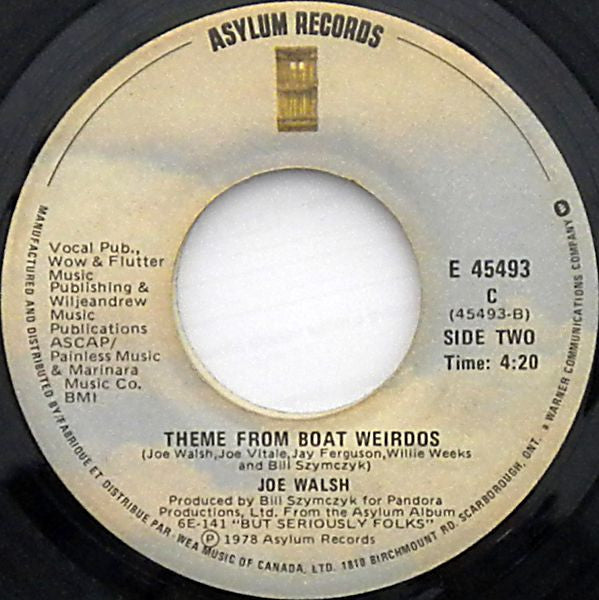 ASYLUM RECORDS
Vocal Pub.,
Wow & Flutter
Music
Publishing &
Wiljeandrew
Music
Publications
ASCAP/
Painless Music
& Marinara
Music Co.
BMI
E 45493
C
(45493-B)
SIDE TWO
Time: 4:20
THEME FROM BOAT WEIRDOS
(Joe Walsh,Joe Vitale,Jay Ferguson,Willie Weeks
and Bill Szymczyk)
JOE WALSH
Produced by Bill Szymczyk for Pandora
Productions, Ltd. From the Asylum Album
6E-141 "BUT SERIOUSLY FOLKS"
Ⓟ 1978 Asylum Records
MANUFACTURED AND DISTRIBUTED BY/FABRIQUE ET DISTRIBUE PAR: WEA MUSIC OF CANADA, LTD. 1810 BIRCHMOUNT RD. SCARBOROUGH, ONT. a WARNER COMMUNICATIONS COMPANY